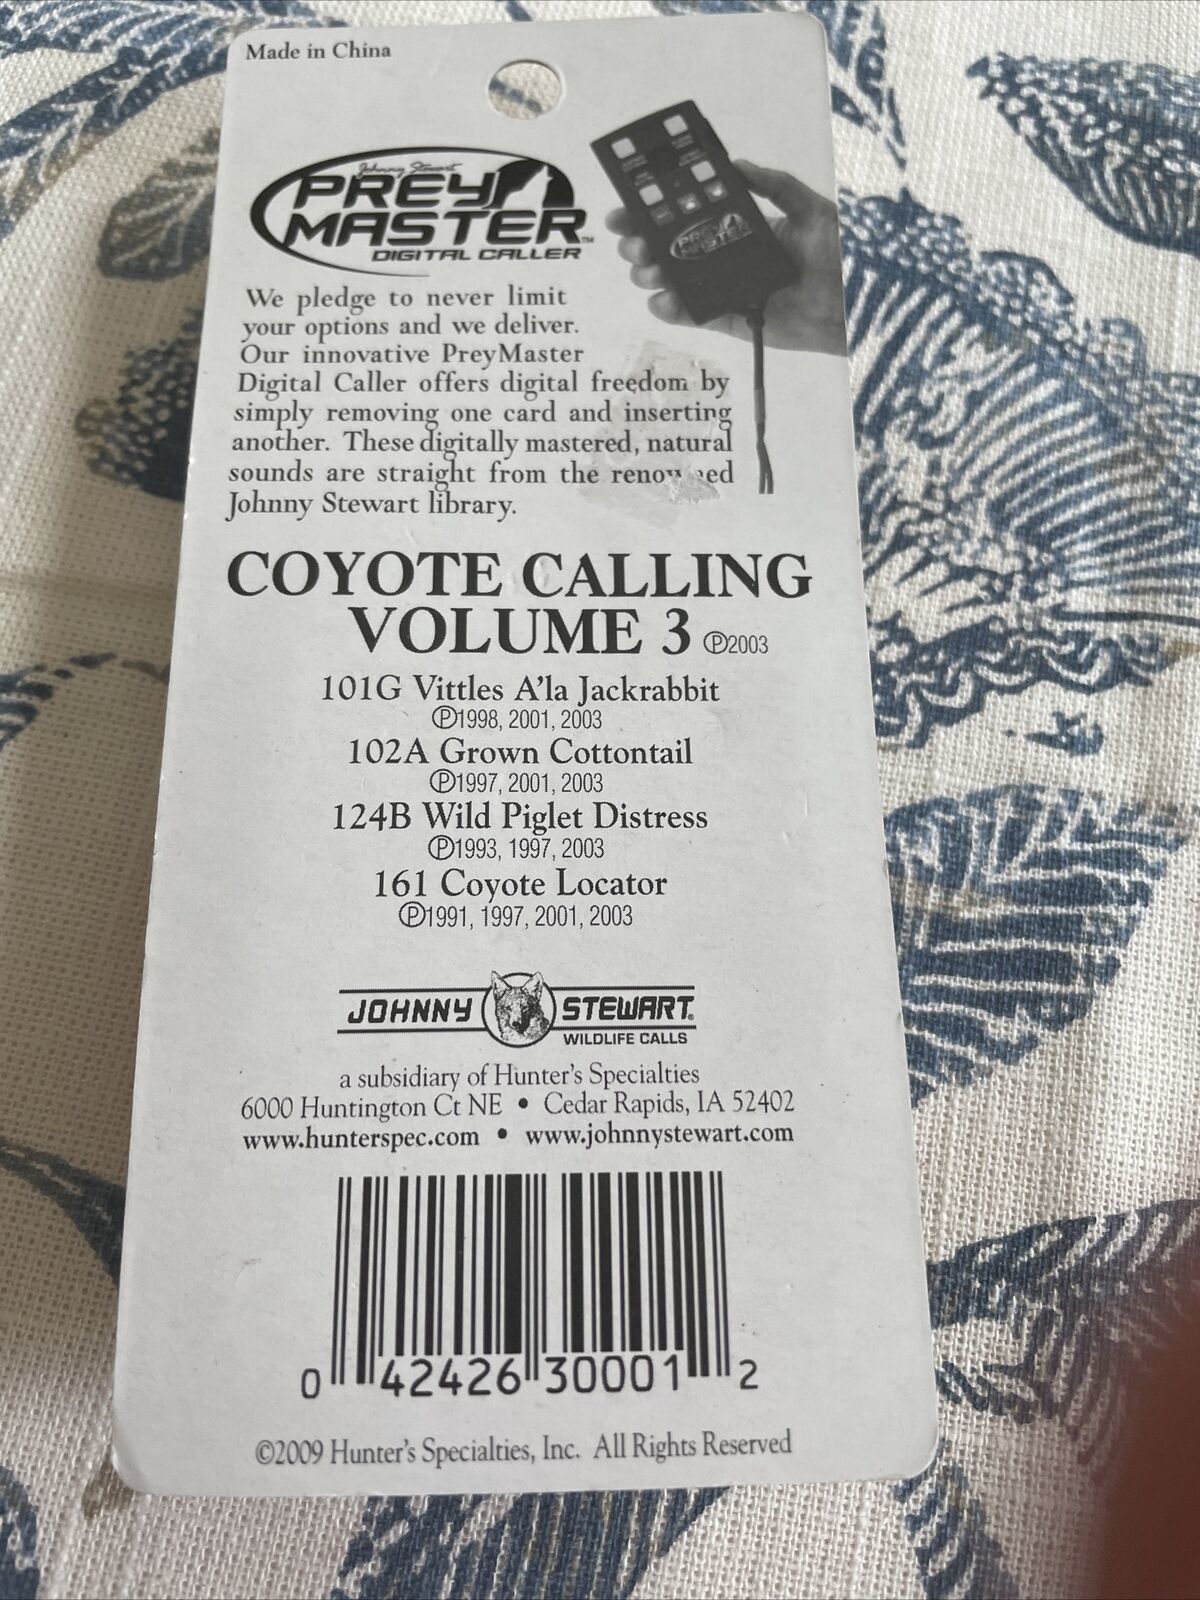 Made in China
Johnny Stewart
PREY
MASTER™
DIGITAL CALLER
PREY
MASTER
We pledge to never limit
your options and we deliver.
Our innovative PreyMaster
Digital Caller offers digital freedom by
simply removing one card and inserting
another. These digitally mastered, natural
sounds are straight from the renowned
Johnny Stewart library.
COYOTE CALLING
VOLUME 3 ℗2003
101G Vittles A'la Jackrabbit
℗1998, 2001, 2003
102A Grown Cottontail
℗1997, 2001, 2003
124B Wild Piglet Distress
℗1993, 1997, 2003
161 Coyote Locator
℗1991, 1997, 2001, 2003
JOHNNY STEWART®
WILDLIFE CALLS
a subsidiary of Hunter's Specialties
6000 Huntington Ct NE • Cedar Rapids, IA 52402
www.hunterspec.com • www.johnnystewart.com
0 42426 30001 2
©2009 Hunter's Specialties, Inc. All Rights Reserved